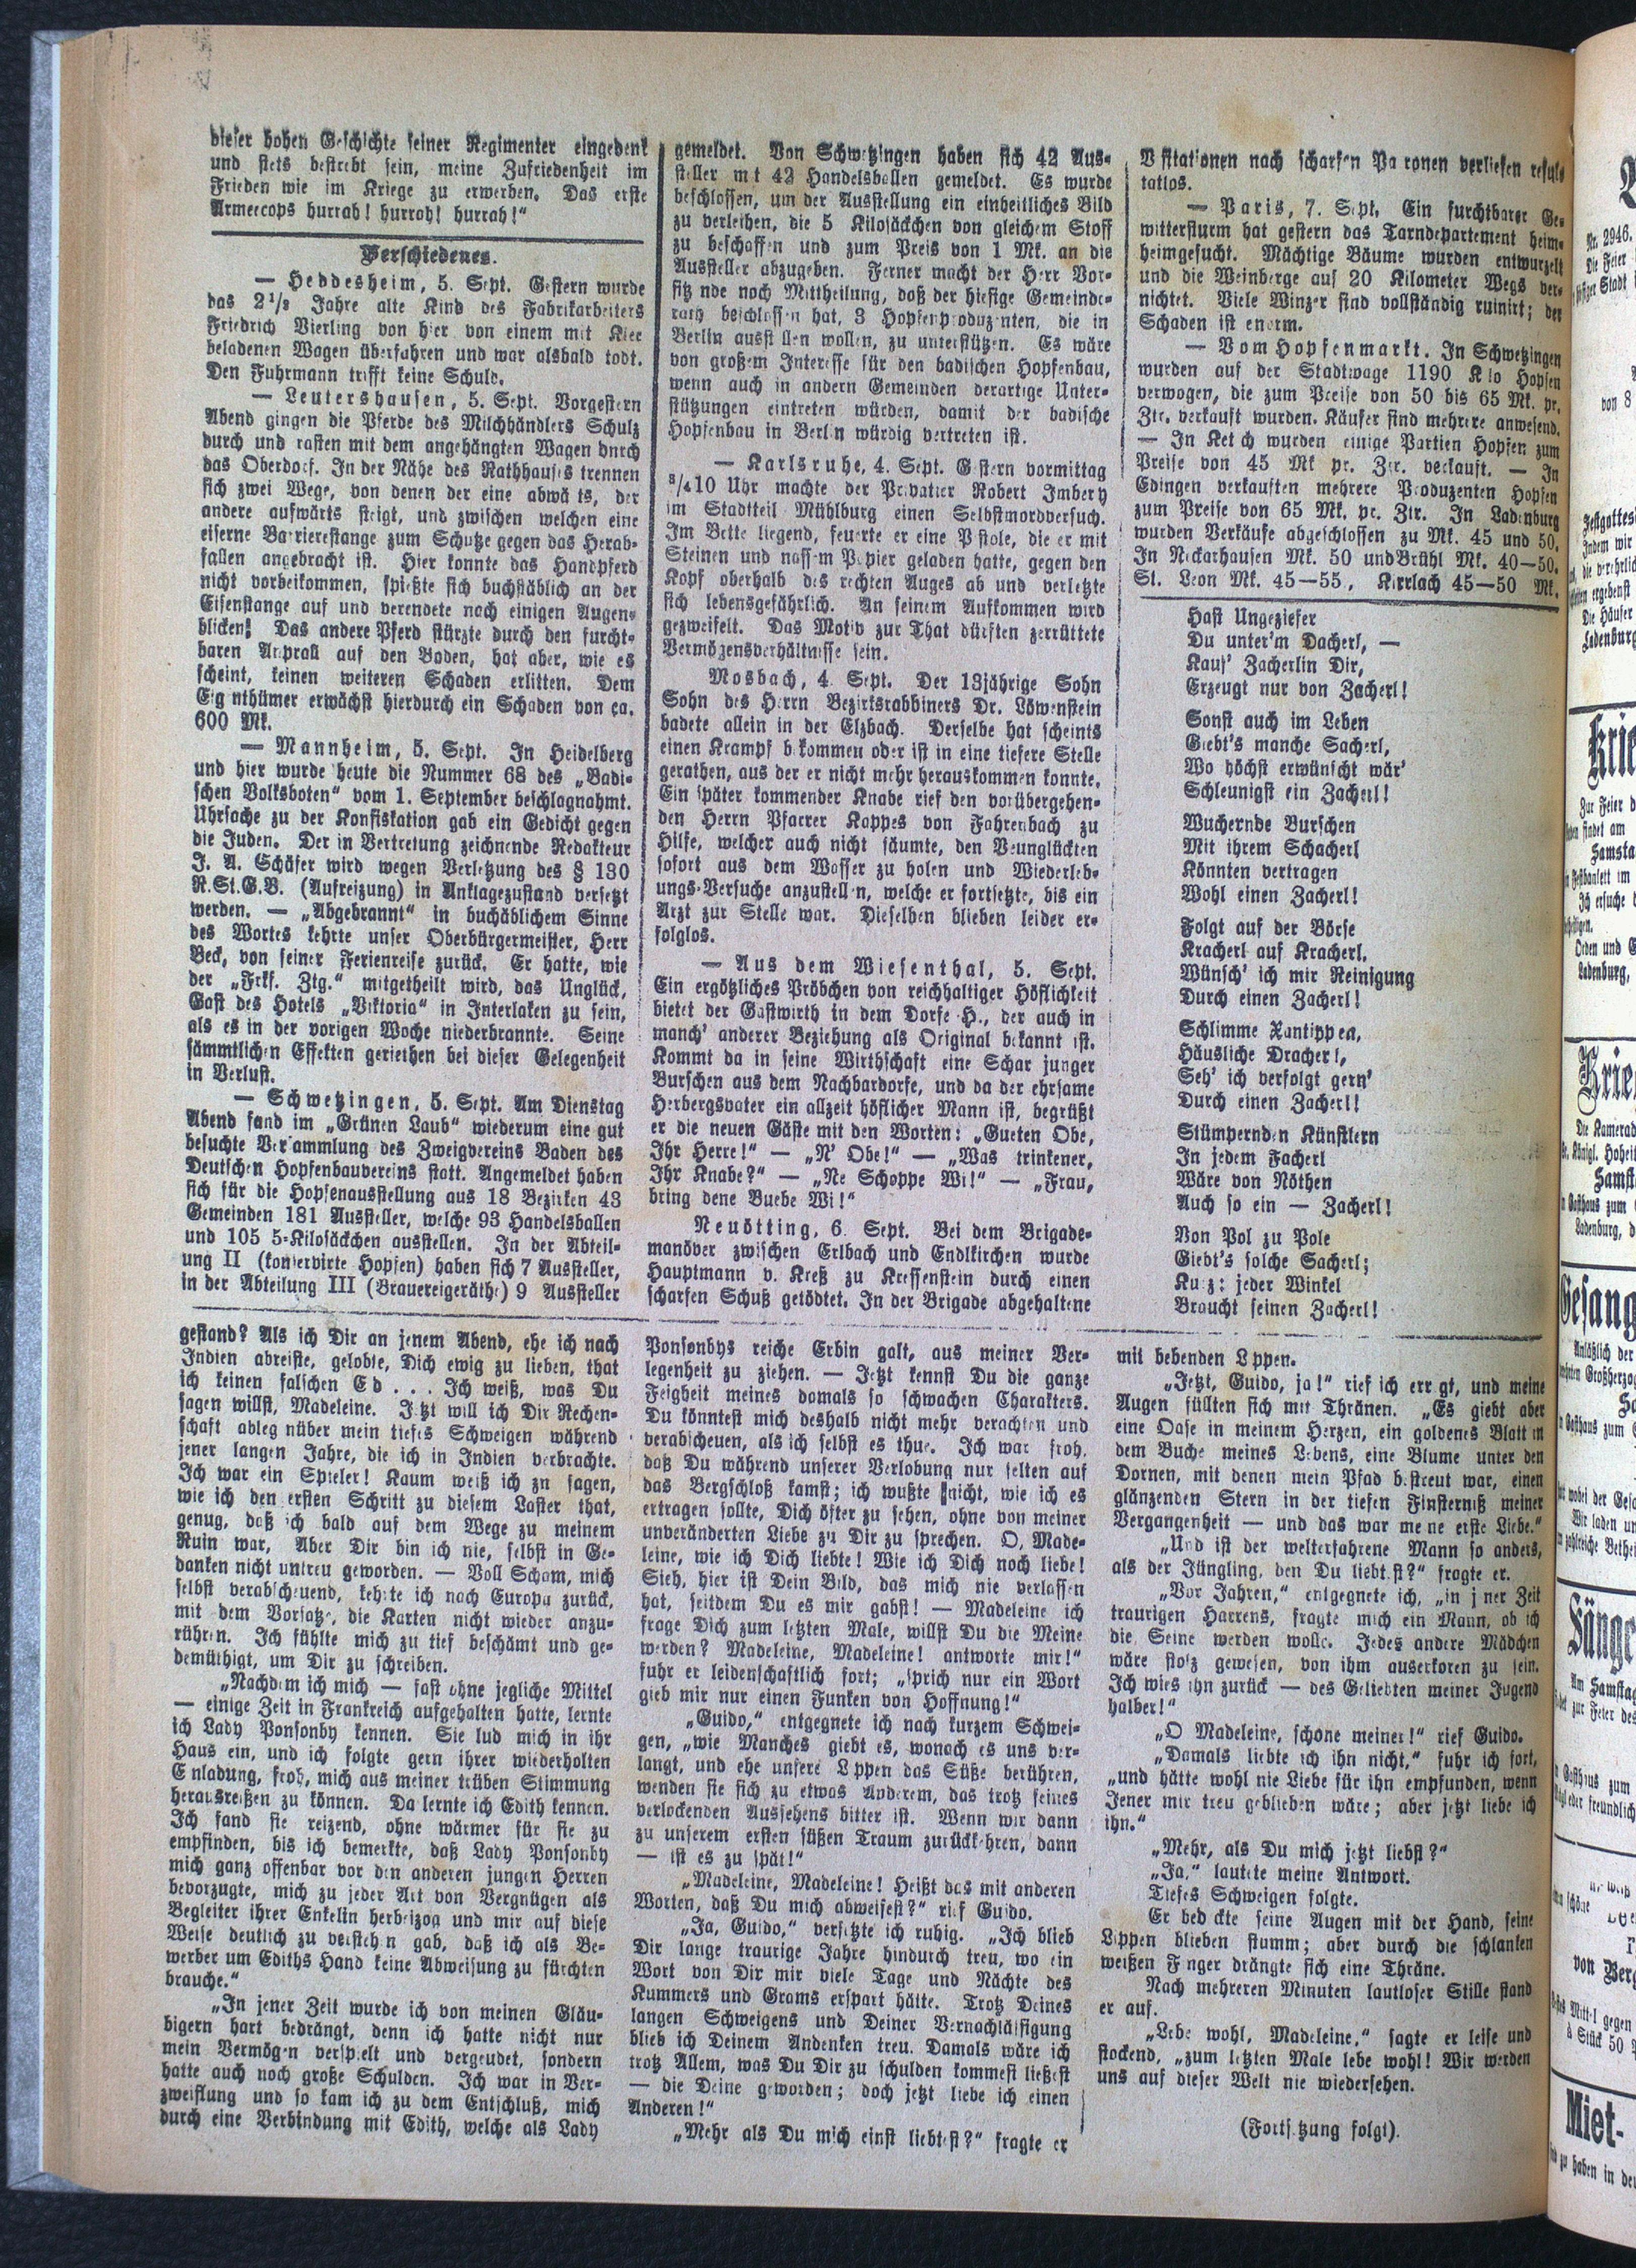 dieser hohen Geschichte seiner Regimenter eingedenk
und stets bestrebt sein, meine Zufriedenheit im
Frieden wie im Kriege zu erwerben. Das erste
Armeecops hurrah! hurroh! hurrah!"
Verschiedenes.
— Heddesheim, 5. Sept. Gestern wurde
das 2½ Jahre alte Kind des Fabrikarbeiters
Friedrich Vierling von hier von einem mit Klee
beladenen Wagen überfahren und war alsbald todt.
Den Fuhrmann trifft keine Schuld.
— Leutershausen, 5. Sept. Vorgestern
Abend gingen die Pferde des Milchhändlers Schulz
durch und rasten mit dem angehängten Wagen durch
das Oberdorf. In der Nähe des Rathhauses trennen
sich zwei Wege, von denen der eine abwä ts, der
andere aufwärts steigt, und zwischen welchen eine
eiserne Barrierestange zum Schutze gegen das Herab-
fallen angebracht ist. Hier konnte das Handpferd
nicht vorbeikommen, spießte sich buchstäblich an der
Eisenstange auf und verendete nach einigen Augen-
blicken! Das andere Pferd stürzte durch den furcht-
baren Anprall auf den Boden, hat aber, wie es
scheint, keinen weiteren Schaden erlitten. Dem
Eig nthümer erwächst hierdurch ein Schaden von ca.
600 Mk.
— Mannheim, 5. Sept. In Heidelberg
und hier wurde heute die Nummer 68 des „Badi-
schen Volksboten" vom 1. September beschlagnahmt.
Uhrsache zu der Konfiskation gab ein Gedicht gegen
die Juden. Der in Vertretung zeichnende Redakteur
J. A. Schäfer wird wegen Verletzung des § 130
R.St.G.B. (Aufreizung) in Anklagezustand versetzt
werden. — „Abgebrannt" in buchäblichem Sinne
des Wortes kehrte unser Oberbürgermeister, Herr
Beck, von seiner Ferienreise zurück. Er hatte, wie
der „Frkf. Ztg." mitgetheilt wird, das Unglück,
Gast des Hotels „Viktoria" in Interlaken zu sein,
als es in der vorigen Woche niederbrannte. Seine
sämmtlichen Effekten geriethen bei dieser Gelegenheit
in Verlust.
— Schwetzingen, 5. Sept. Am Dienstag
Abend fand im „Grünen Laub" wiederum eine gut
besuchte Versammlung des Zweigvereins Baden des
Deutschen Hopfenbauvereins statt. Angemeldet haben
sich für die Hopfenausstellung aus 18 Bezirken 43
Gemeinden 181 Aussteller, welche 93 Handelsballen
und 105 5-Kilosäckchen ausstellen. In der Abteil-
ung II (konservirte Hopfen) haben sich 7 Aussteller,
in der Abteilung III (Brauereigeräthe) 9 Aussteller
gemeldet. Von Schwetzingen haben sich 42 Aus-
steller mit 42 Handelsballen gemeldet. Es wurde
beschlossen, um der Ausstellung ein einheitliches Bild
zu verleihen, die 5 Kilosäckchen von gleichem Stoff
zu beschaffen und zum Preis von 1 Mk. an die
Aussteller abzugeben. Ferner macht der Herr Vor-
sitz nde noch Mittheilung, daß der hiesige Gemeinde-
rath beschlossen hat, 3 Hopfenproduzenten, die in
Berlin ausst llen wollen, zu unterstützen. Es wäre
von großem Interesse für den badischen Hopfenbau,
wenn auch in andern Gemeinden derartige Unter-
stützungen eintreten würden, damit der badische
Hopfenbau in Berlin würdig vertreten ist.
— Karlsruhe, 4. Sept. Gestern vormittag
¾10 Uhr machte der Privatier Robert Imbery
im Stadtteil Mühlburg einen Selbstmordversuch.
Im Bette liegend, feuerte er eine Pistole, die er mit
Steinen und nassem Papier geladen hatte, gegen den
Kopf oberhalb des rechten Auges ab und verletzte
sich lebensgefährlich. An seinem Aufkommen wird
gezweifelt. Das Motiv zur That dürften zerrüttete
Vermögensverhältnisse sein.
Mosbach, 4. Sept. Der 13jährige Sohn
Sohn des Herrn Bezirksrabbiners Dr. Löwenstein
badete allein in der Elzbach. Derselbe hat scheints
einen Krampf bekommen oder ist in eine tiefere Stelle
gerathen, aus der er nicht mehr herauskommen konnte.
Ein später kommender Knabe rief den vorübergehen-
den Herrn Pfarrer Kappes von Fahrenbach zu
Hilfe, welcher auch nicht säumte, den Verunglückten
sofort aus dem Wasser zu holen und Wiederleb-
ungs-Versuche anzustellen, welche er fortsetzte, bis ein
Arzt zur Stelle war. Dieselben blieben leider er-
folglos.
— Aus dem Wiesenthal, 5. Sept.
Ein ergötzliches Pröbchen von reichhaltiger Höflichkeit
bietet der Gastwirth in dem Dorfe H., der auch in
manch' anderer Beziehung als Original bekannt ist.
Kommt da in seine Wirthschaft eine Schar junger
Burschen aus dem Nachbardorfe, und da der ehrsame
Herbergsvater ein allzeit höflicher Mann ist, begrüßt
er die neuen Gäste mit den Worten: „Gueten Obe,
Ihr Herre!" — „N' Obe!" — „Was trinkener,
Ihr Knabe?" — „Ne Schoppe Wi!" — „Frau,
bring dene Buebe Wi!"
Neuötting, 6. Sept. Bei dem Brigade-
manöver zwischen Erlbach und Endlkirchen wurde
Hauptmann v. Kreß zu Kressenstein durch einen
scharfen Schuß getödtet. In der Brigade abgehaltene
V sitationen nach scharfen Pa ronen verliefen resul-
tatlos.
— Paris, 7. Sept. Ein furchtbarer Ge-
wittersturm hat gestern das Tarndepartement heim-
heimgesucht. Mächtige Bäume wurden entwurzelt
und die Weinberge auf 20 Kilometer Wegs ver-
nichtet. Viele Winzer sind vollständig ruinirt; der
Schaden ist enorm.
— Vom Hopfenmarkt. In Schwetzingen
wurden auf der Stadtwage 1190 Kilo Hopfen
verwogen, die zum Preise von 50 bis 65 Mk. pr.
Ztr. verkauft wurden. Käufer sind mehrere anwesend.
— In Ketsch wurden einige Partien Hopfen zum
Preise von 45 Mk pr. Ztr. verkauft. — In
Edingen verkauften mehrere Produzenten Hopfen
zum Preise von 65 Mk. pr. Ztr. In Ladenburg
wurden Verkäufe abgeschlossen zu Mk. 45 und 50.
In Neckarhausen Mk. 50 und Brühl Mk. 40—50.
St. Leon Mk. 45—55, Kirrlach 45—50 Mk.
Hast Ungeziefer
Du unter'm Dacherl, —
Kauf' Zacherlin Dir,
Erzeugt nur von Zacherl!
Sonst auch im Leben
Giebt's manche Sacherl,
Wo höchst erwünscht wär'
Schleunigst ein Zacherl!
Wuchernde Burschen
Mit ihrem Schacherl
Könnten vertragen
Wohl einen Zacherl!
Folgt auf der Börse
Kracherl auf Kracherl,
Wünsch' ich mir Reinigung
Durch einen Zacherl!
Schlimme Xantippen,
Häusliche Dracherl,
Seh' ich verfolgt gern'
Durch einen Zacherl!
Stümpernden Künstlern
In jedem Facherl
Wäre von Nöthen
Auch so ein — Zacherl!
Von Pol zu Pole
Giebt's solche Sacherl;
Kurz: jeder Winkel
Braucht seinen Zacherl!
gestand? Als ich Dir an jenem Abend, ehe ich nach
Indien abreiste, gelobte, Dich ewig zu lieben, that
ich keinen falschen E d . . . Ich weiß, was Du
sagen willst, Madeleine. Jetzt will ich Dir Rechen-
schaft ableg nüber mein tiefes Schweigen während
jener langen Jahre, die ich in Indien verbrachte.
Ich war ein Spieler! Kaum weiß ich zn sagen,
wie ich den ersten Schritt zu diesem Laster that,
genug, daß ich bald auf dem Wege zu meinem
Ruin war. Aber Dir bin ich nie, selbst in Ge-
danken nicht untreu geworden. — Voll Scham, mich
selbst verabscheuend, kehrte ich nach Europa zurück,
mit dem Vorsatze, die Karten nicht wieder anzu-
rühren. Ich fühlte mich zu tief beschämt und ge-
demüthigt, um Dir zu schreiben.
„Nachdem ich mich — fast ohne jegliche Mittel
— einige Zeit in Frankreich aufgehalten hatte, lernte
ich Lady Ponsonby kennen. Sie lud mich in ihr
Haus ein, und ich folgte gern ihrer wiederholten
E nladung, froh, mich aus meiner trüben Stimmung
herausreißen zu können. Da lernte ich Edith kennen.
Ich fand sie reizend, ohne wärmer für sie zu
empfinden, bis ich bemerkte, daß Lady Ponsonby
mich ganz offenbar vor den anderen jungen Herren
bevorzugte, mich zu jeder Art von Vergnügen als
Begleiter ihrer Enkelin herbeizog und mir auf diese
Weise deutlich zu verstehen gab, daß ich als Be-
werber um Ediths Hand keine Abweisung zu fürchten
brauche."
„In jener Zeit wurde ich von meinen Gläu-
bigern hart bedrängt, denn ich hatte nicht nur
mein Vermögen verspielt und vergeudet, sondern
hatte auch noch große Schulden. Ich war in Ver-
zweiflung und so kam ich zu dem Entschluß, mich
durch eine Verbindung mit Edith, welche als Lady
Ponsonbys reiche Erbin galt, aus meiner Ver-
legenheit zu ziehen. — Jetzt kennst Du die ganze
Feigheit meines damals so schwachen Charakters.
Du könntest mich deshalb nicht mehr verachten und
verabscheuen, als ich selbst es thue. Ich war froh,
daß Du während unserer Verlobung nur selten auf
das Bergschloß kamst; ich wußte nicht, wie ich es
ertragen sollte, Dich öfter zu sehen, ohne von meiner
unveränderten Liebe zu Dir zu sprechen. O, Made-
leine, wie ich Dich liebte! Wie ich Dich noch liebe!
Sieh, hier ist Dein Bild, das mich nie verlassen
hat, seitdem Du es mir gabst! — Madeleine ich
frage Dich zum letzten Male, willst Du die Meine
werden? Madeleine, Madeleine! antworte mir!"
fuhr er leidenschaftlich fort; „sprich nur ein Wort
gieb mir nur einen Funken von Hoffnung!"
„Guido," entgegnete ich nach kurzem Schwei-
gen, „wie Manches giebt es, wonach es uns ver-
langt, und ehe unsere Lippen das Süße berühren,
wenden sie sich zu etwas Anderem, das trotz seines
verlockenden Aussehens bitter ist. Wenn wir dann
zu unserem ersten süßen Traum zurückkehren, dann
— ist es zu spät!"
„Madeleine, Madeleine! Heißt das mit anderen
Worten, daß Du mich abweisest?" rief Guido.
„Ja, Guido," versetzte ich ruhig. „Ich blieb
Dir lange traurige Jahre hindurch treu, wo ein
Wort von Dir mir viele Tage und Nächte des
Kummers und Grams erspart hätte. Trotz Deines
langen Schweigens und Deiner Vernachlässigung
blieb ich Deinem Andenken treu. Damals wäre ich
trotz Allem, was Du Dir zu schulden kommen ließest
— die Deine geworden; doch jetzt liebe ich einen
Anderen!"
„Mehr als Du mich einst liebtest?" fragte er
mit bebenden Lippen.
„Jetzt, Guido, ja!" rief ich erregt, und meine
Augen füllten sich mit Thränen. „Es giebt aber
eine Oase in meinem Herzen, ein goldenes Blatt in
dem Buche meines Lebens, eine Blume unter den
Dornen, mit denen mein Pfad bestreut war, einen
glänzenden Stern in der tiefen Finsterniß meiner
Vergangenheit — und das war meine erste Liebe."
„Und ist der welterfahrene Mann so anders,
als der Jüngling, den Du liebtest?" fragte er.
„Vor Jahren," entgegnete ich, „in jener Zeit
traurigen Harrens, fragte mich ein Mann, ob ich
die Seine werden wolle. Jedes andere Mädchen
wäre stolz gewesen, von ihm auserkoren zu sein.
Ich wies ihn zurück — des Geliebten meiner Jugend
halber!"
„O Madeleine, schone meiner!" rief Guido.
„Damals liebte ich ihn nicht," fuhr ich fort,
„und hätte wohl nie Liebe für ihn empfunden, wenn
Jener mir treu geblieben wäre; aber jetzt liebe ich
ihn."
„Mehr, als Du mich jetzt liebst?"
„Ja," lautete meine Antwort.
Tiefes Schweigen folgte.
Er bedeckte seine Augen mit der Hand, seine
Lippen blieben stumm; aber durch die schlanken
weißen Finger drängte sich eine Thräne.
Nach mehreren Minuten lautloser Stille stand
er auf.
„Lebe wohl, Madeleine," sagte er leise und
stockend, „zum letzten Male lebe wohl! Wir werden
uns auf dieser Welt nie wiedersehen.
(Fortsetzung folgt).
Nr. 2946.
Die Feier
von 8
Festgottes
Indem wir
Die Häuser
Ladenburg
Zur Feier d
Samsta
Festbankett im
Ich ersuche
Orden und E
Ladenburg,
Die Kamerad
Königl. Hoheit
Samst
Gasthaus zum
Ladenburg, d
Gesang
Anläßlich der
Großherzog
Gasthaus zum
Wir laden
Sänge
Am Samstag
zur Feier des
von Berg
à Stück 50
Miet-
zu haben in der